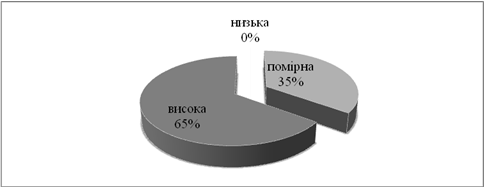 низька
0%
помірна
35%
висока
65%